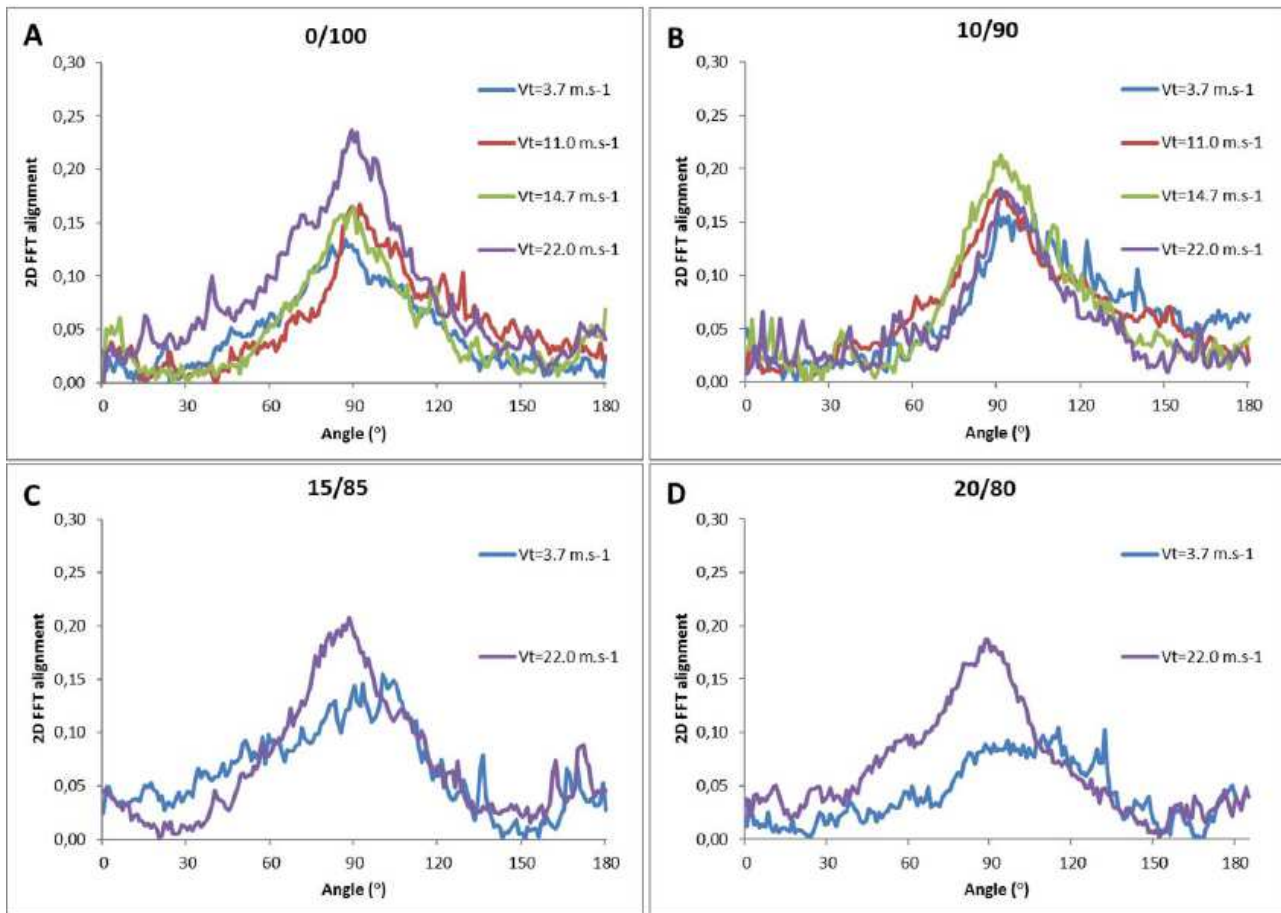 A
0/100
0,30
0,25
0,20
0,15
0,10
0,05
0,00
2D FFT alignment
0 30 60 90 120 150 180
Angle (°)
Vt=3.7 m.s-1
Vt=11.0 m.s-1
Vt=14.7 m.s-1
Vt=22.0 m.s-1
B
10/90
0,30
0,25
0,20
0,15
0,10
0,05
0,00
2D FFT alignment
0 30 60 90 120 150 180
Angle (°)
Vt=3.7 m.s-1
Vt=11.0 m.s-1
Vt=14.7 m.s-1
Vt=22.0 m.s-1
C
15/85
0,30
0,25
0,20
0,15
0,10
0,05
0,00
2D FFT alignment
0 30 60 90 120 150 180
Angle (°)
Vt=3.7 m.s-1
Vt=22.0 m.s-1
D
20/80
0,30
0,25
0,20
0,15
0,10
0,05
0,00
2D FFT alignment
0 30 60 90 120 150 180
Angle (°)
Vt=3.7 m.s-1
Vt=22.0 m.s-1